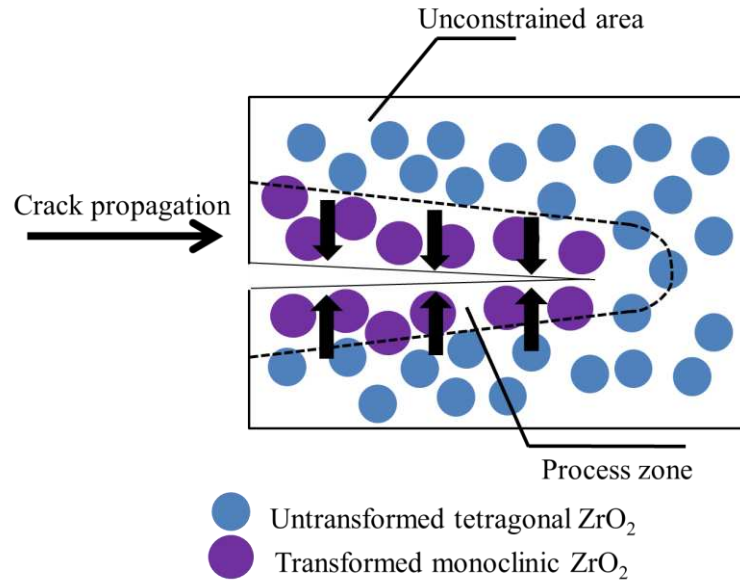 Unconstrained area
Crack propagation
Process zone
Untransformed tetragonal ZrO₂
Transformed monoclinic ZrO₂